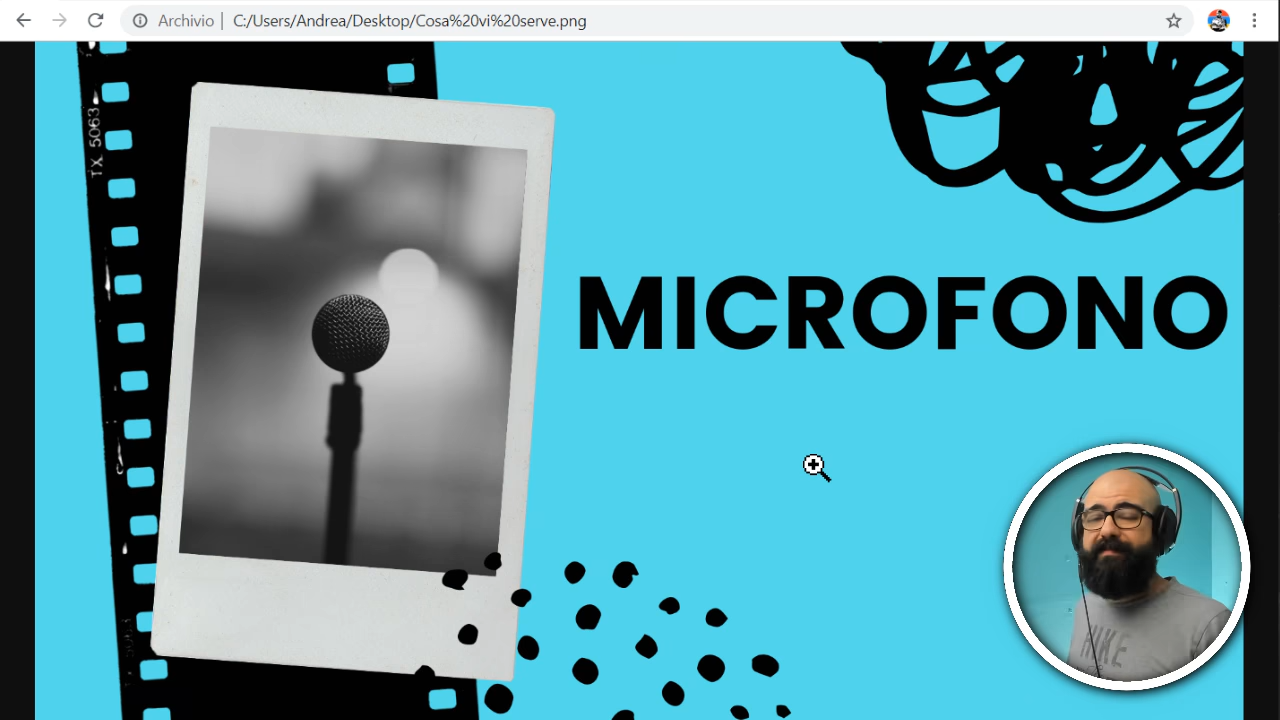 Archivio
C:/Users/Andrea/Desktop/Cosa%20vi%20serve.png
TX 5063
MICROFONO
NIKE